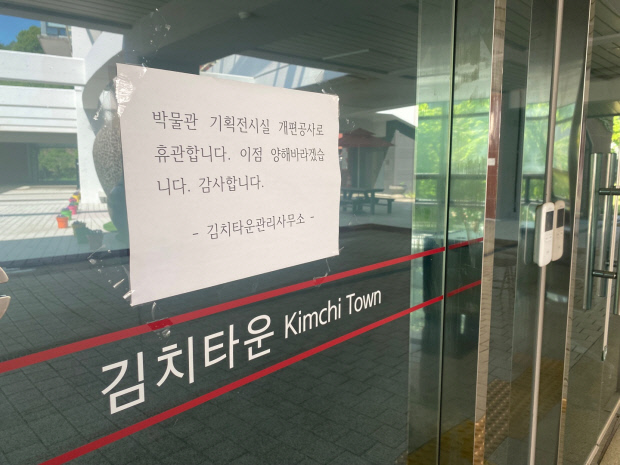 박물관 기획전시실 개편공사로
휴관합니다. 이점 양해바라겠습
니다. 감사합니다.
- 김치타운관리사무소 -
김치타운 Kimchi Town